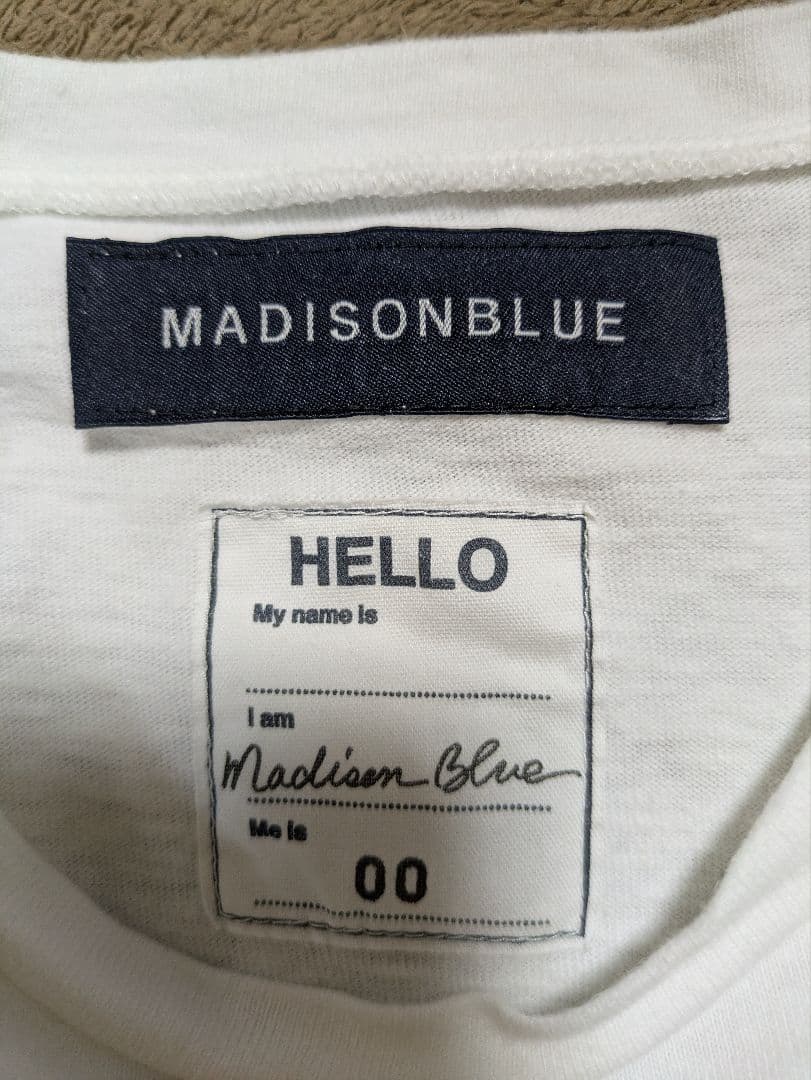 MADISONBLUE
HELLO
My name is
I am
Madison Blue
Me is
00